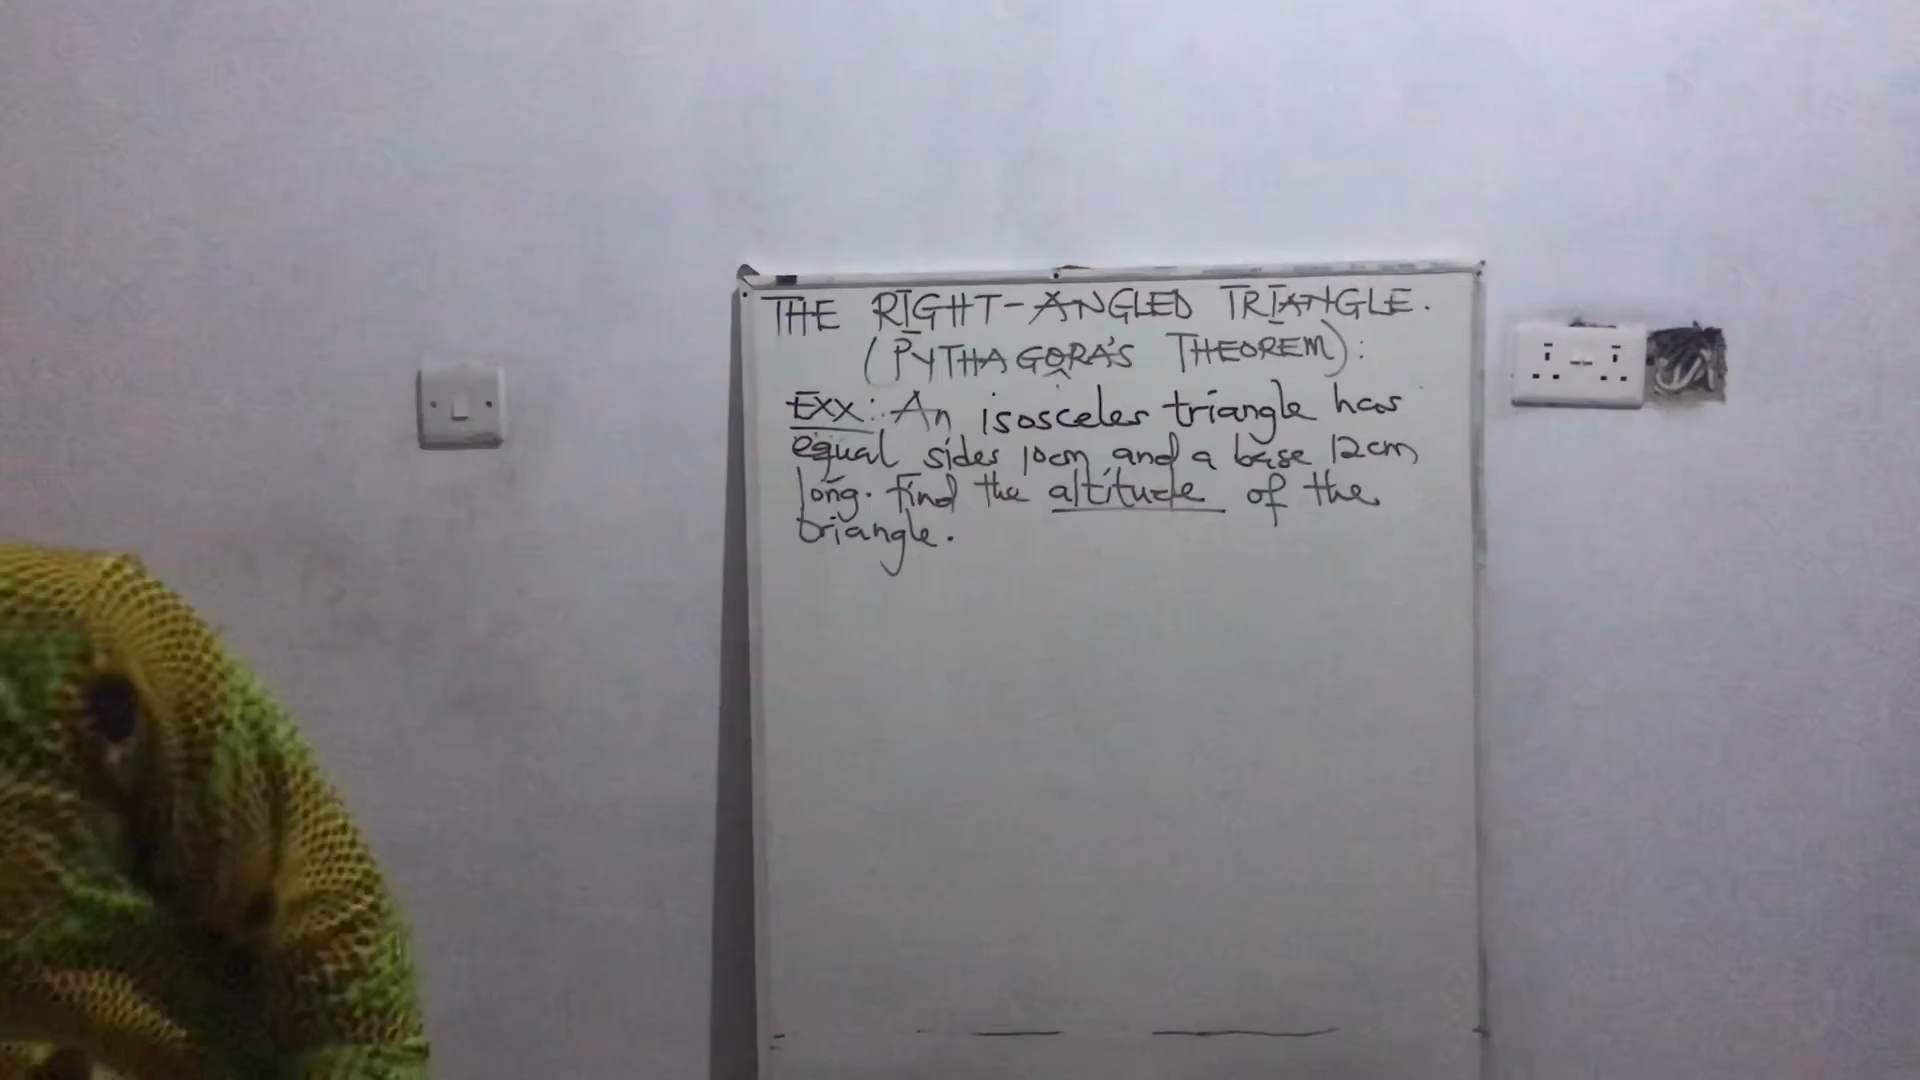 THE RIGHT-ANGLED TRIANGLE.
(PYTHAGORA'S THEOREM):
Exx: An isosceles triangle has
equal sides 10cm and a base 12cm
long. Find the altitude of the
triangle.